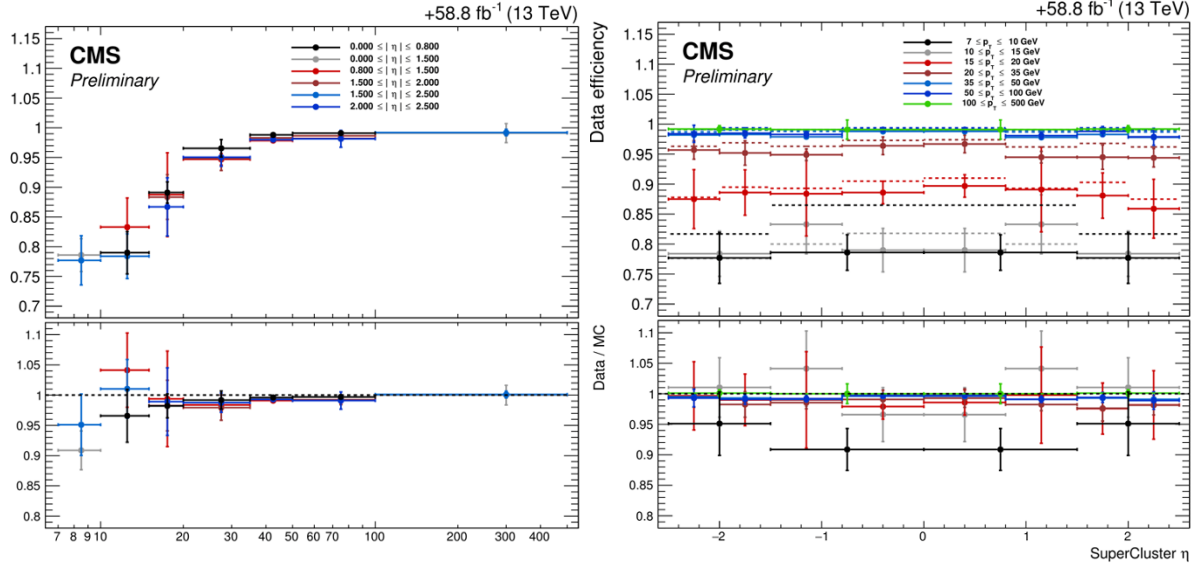 +58.8 fb⁻¹ (13 TeV)
CMS
Preliminary
0.000 ≤ | η | ≤ 0.800
0.000 ≤ | η | ≤ 1.500
0.800 ≤ | η | ≤ 1.500
1.500 ≤ | η | ≤ 2.000
1.500 ≤ | η | ≤ 2.500
2.000 ≤ | η | ≤ 2.500
1.15
1.1
1.05
1
0.95
0.9
0.85
0.8
0.75
0.7
1.1
1.05
1
0.95
0.9
0.85
0.8
7 8 9 10 20 30 40 50 60 70 100 200 300 400
+58.8 fb⁻¹ (13 TeV)
Data efficiency
CMS
Preliminary
7 ≤ p_T ≤ 10 GeV
10 ≤ p_T ≤ 15 GeV
15 ≤ p_T ≤ 20 GeV
20 ≤ p_T ≤ 35 GeV
35 ≤ p_T ≤ 50 GeV
50 ≤ p_T ≤ 100 GeV
100 ≤ p_T ≤ 500 GeV
1.15
1.1
1.05
1
0.95
0.9
0.85
0.8
0.75
0.7
Data / MC
1.1
1.05
1
0.95
0.9
0.85
0.8
−2 −1 0 1 2
SuperCluster η